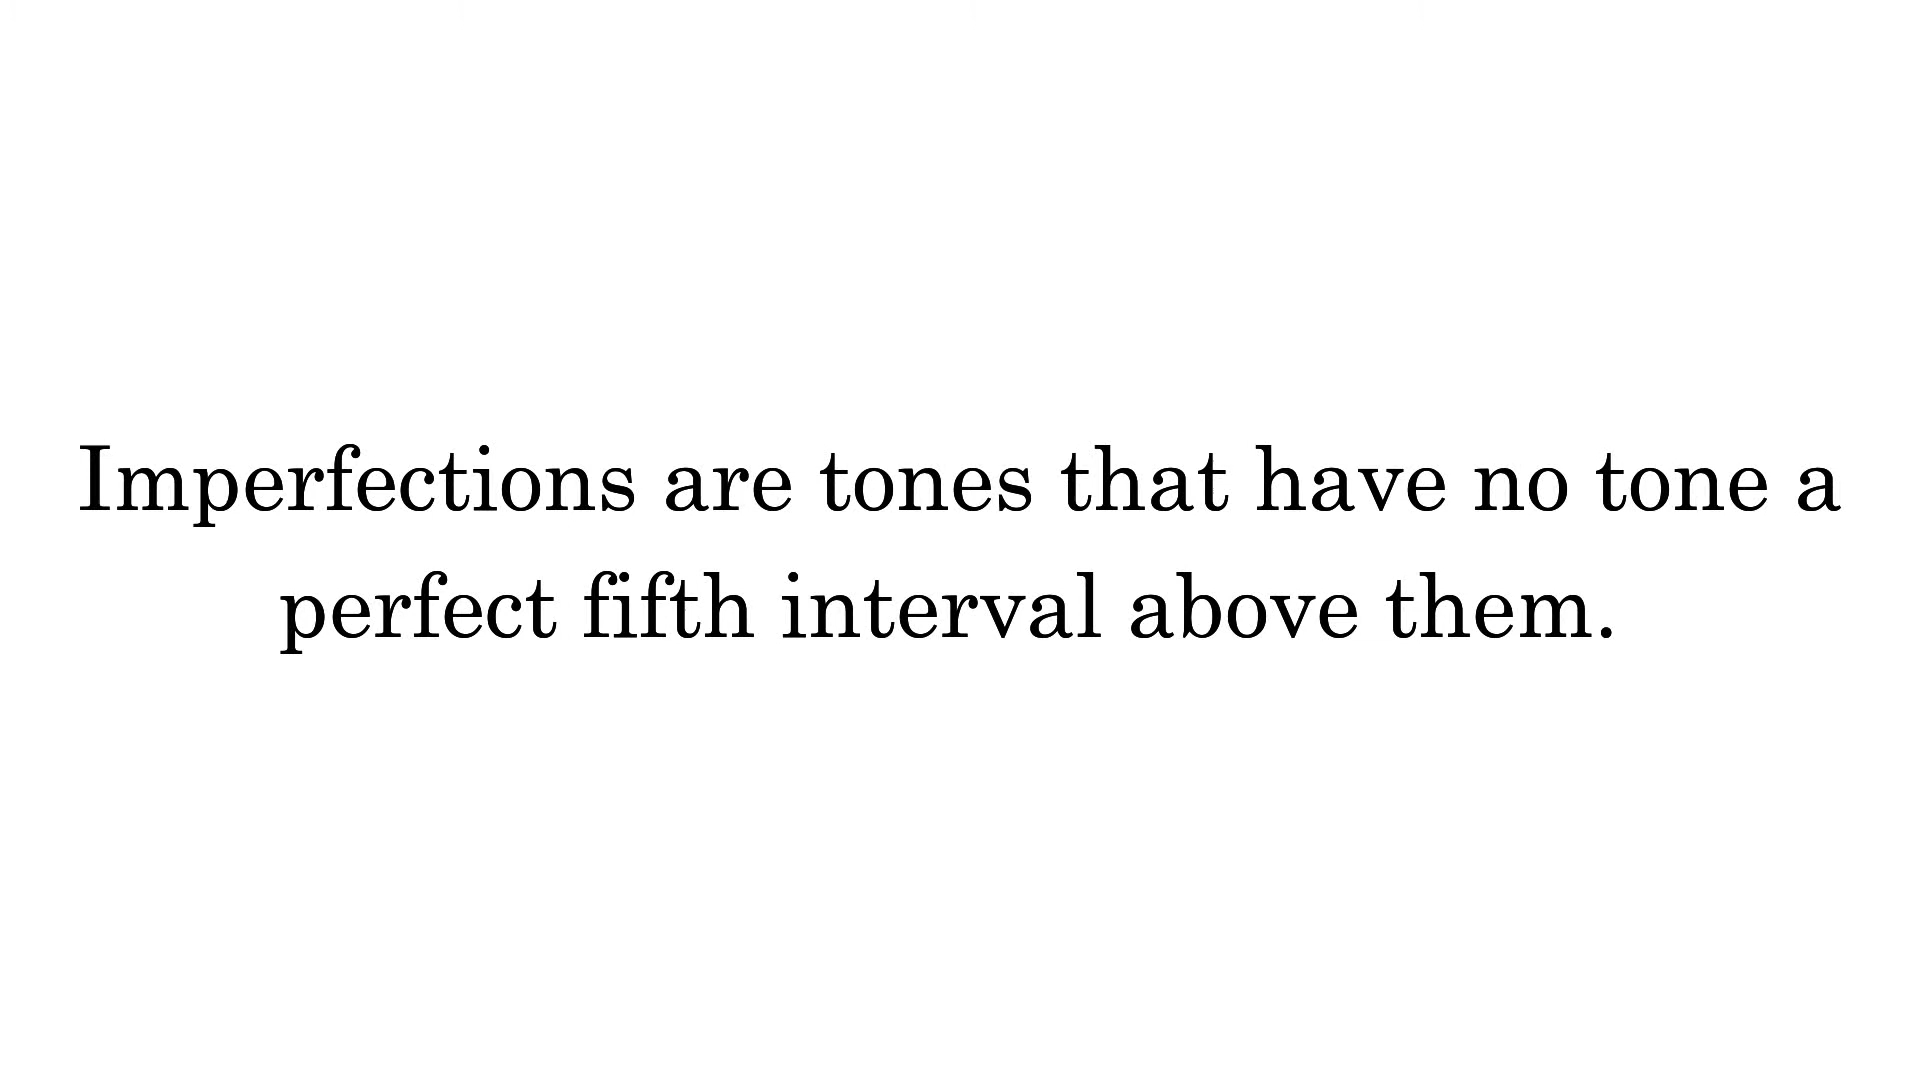 Imperfections are tones that have no tone a
perfect fifth interval above them.